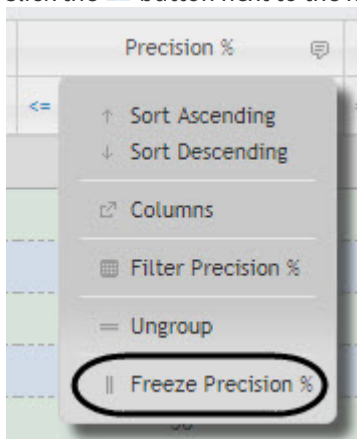 Precision %
<=
↑ Sort Ascending
↓ Sort Descending
Columns
Filter Precision %
Ungroup
Freeze Precision %